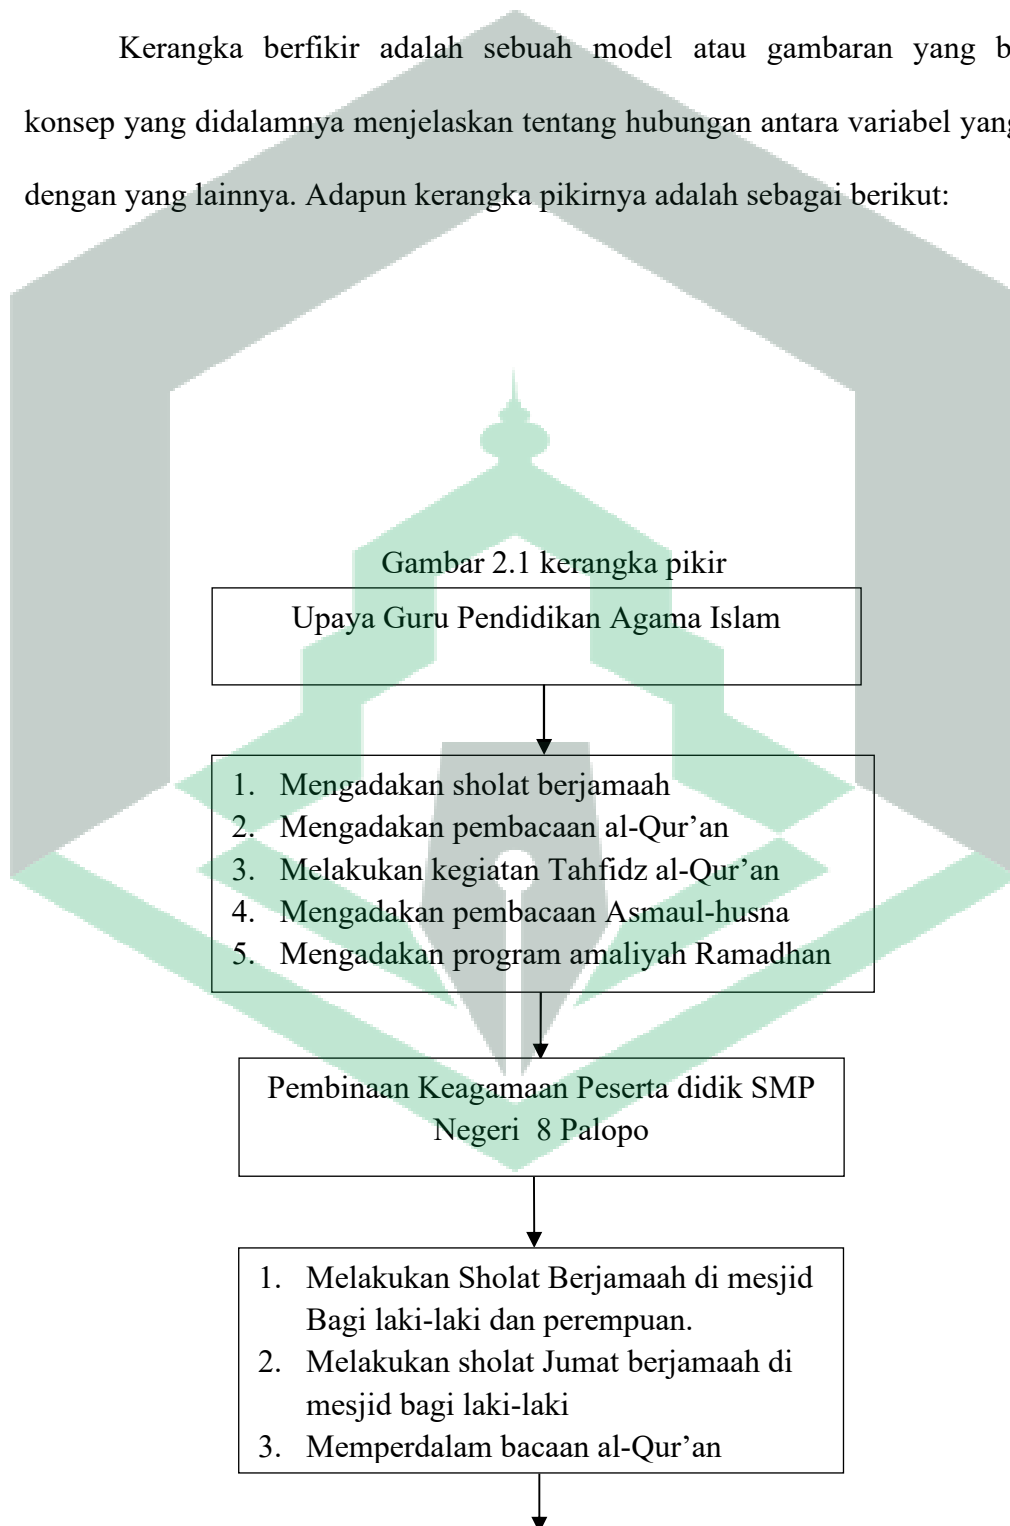 Kerangka berfikir adalah sebuah model atau gambaran yang
konsep yang didalamnya menjelaskan tentang hubungan antara variabel yang
dengan yang lainnya. Adapun kerangka pikirnya adalah sebagai berikut:
Gambar 2.1 kerangka pikir
Upaya Guru Pendidikan Agama Islam
1. Mengadakan sholat berjamaah
2. Mengadakan pembacaan al-Qur’an
3. Melakukan kegiatan Tahfidz al-Qur’an
4. Mengadakan pembacaan Asmaul-husna
5. Mengadakan program amaliyah Ramadhan
Pembinaan Keagamaan Peserta didik SMP
Negeri 8 Palopo
1. Melakukan Sholat Berjamaah di mesjid
Bagi laki-laki dan perempuan.
2. Melakukan sholat Jumat berjamaah di
mesjid bagi laki-laki
3. Memperdalam bacaan al-Qur’an